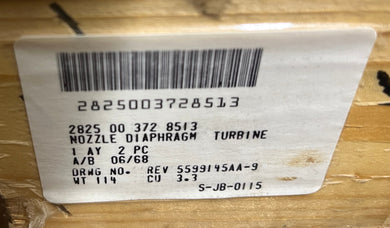 2825003728513
2825 00 372 8513
NOZZLE DIAPHRAGM TURBINE
1 AY 2 PC
A/B 06/68
DRWG NO. REV 5599145AA-9
WT 114 CU 3.3
S-JB-0115